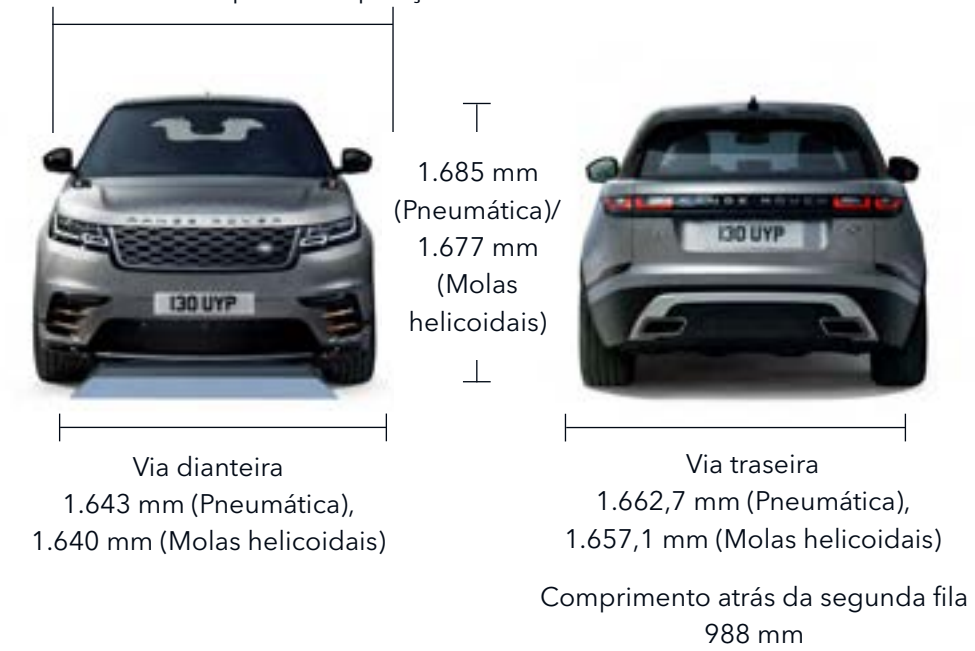 1.685 mm
(Pneumática)/
1.677 mm
(Molas
helicoidais)
RANGE ROVER
130 UYP
RANGE ROVER
130 UYP
Via dianteira
1.643 mm (Pneumática),
1.640 mm (Molas helicoidais)
Via traseira
1.662,7 mm (Pneumática),
1.657,1 mm (Molas helicoidais)
Comprimento atrás da segunda fila
988 mm